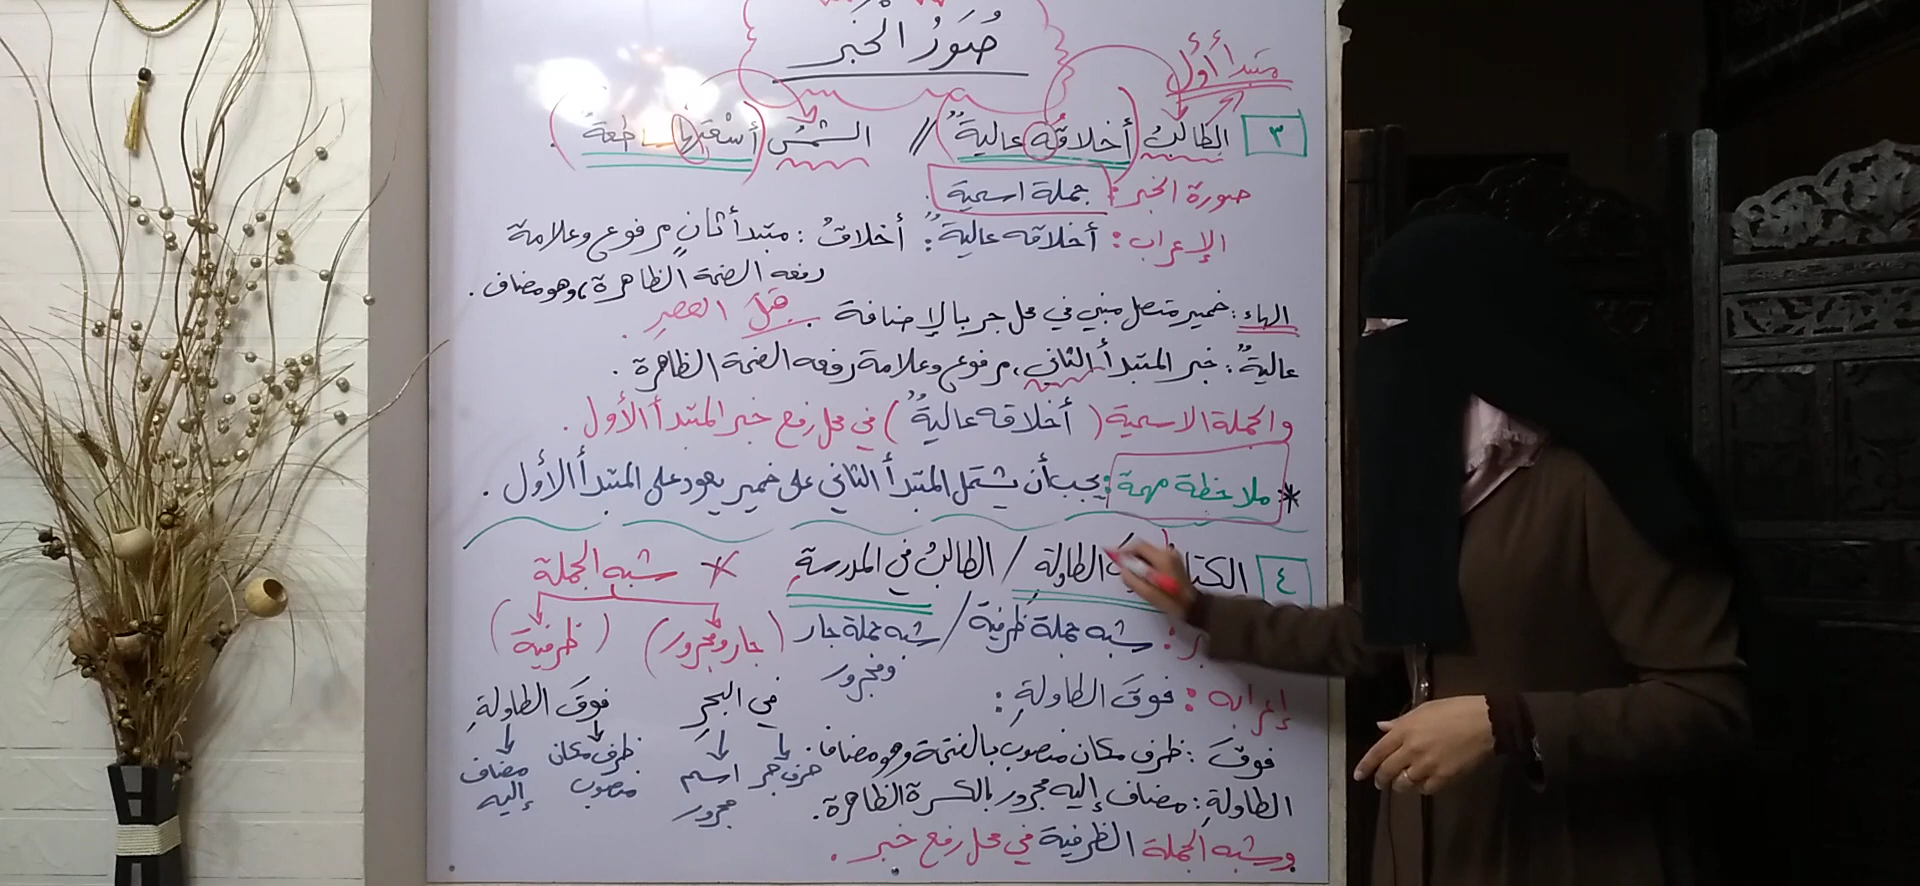 صُوَرُ الخَبَر
مبتدأ أول
٣ الطالبُ (أخلاقُه عاليةٌ) // الشمسُ (أشعتها ساطعة) .
صورة الخبر : جملة اسمية .
الإعراب : أخلاقه عاليةٌ : أخلاقُ : مبتدأ ثانٍ مرفوع وعلامة
رفعه الضمة الظاهرة ، وهو مضاف .
الهاء : ضمير متصل مبني في محل جر بالإضافة
عاليةٌ : خبر المبتدأ الثاني ، مرفوع وعلامة رفعه الضمة الظاهرة .
والجملة الاسمية ( أخلاقه عاليةٌ ) في محل رفع خبر المبتدأ الأول .
* ملاحظة مهمة : يجب أن يشتمل المبتدأ الثاني على ضمير يعود على المبتدأ الأول .
٤ الطاولةِ / الطالبُ في المدرسةِ * شبه الجملة
شبه جملة ظرفية / شبه جملة جار ومجرور
(جار ومجرور) (ظرفية)
إعرابه : فوقَ الطاولةِ :
في البحرِ فوقَ الطاولةِ
حرف جر اسم مجرور ظرف مكان منصوب مضاف إليه
فوقَ : ظرف مكان منصوب بالفتحة وهو مضاف .
الطاولةِ : مضاف إليه مجرور بالكسرة الظاهرة .
وشبه الجملة الظرفية في محل رفع خبر .